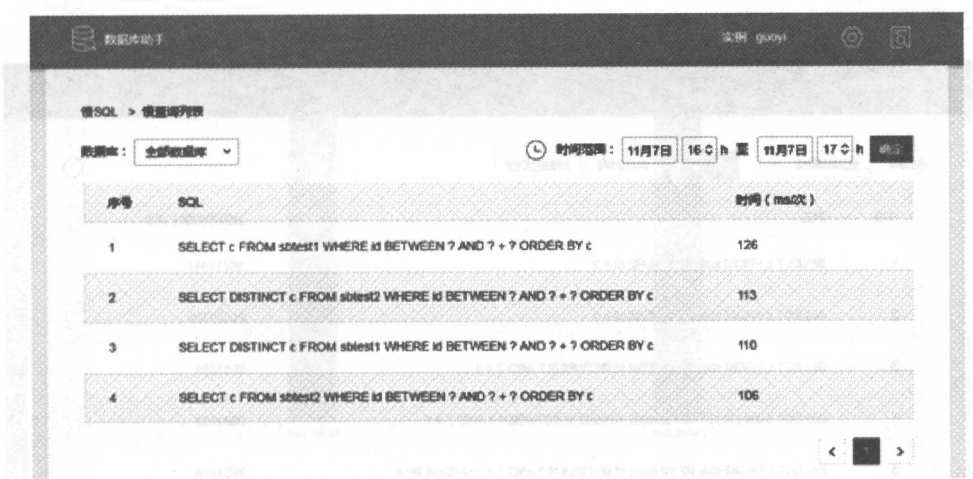 数据库助手
实例 guoyi
慢SQL > 慢查询列表
数据库： 全部数据库
时间范围： 11月7日 16 h 至 11月7日 17 h 确定
序号 SQL 时间（ms/次）
1 SELECT c FROM sbtest1 WHERE id BETWEEN ? AND ? + ? ORDER BY c 126
2 SELECT DISTINCT c FROM sbtest2 WHERE id BETWEEN ? AND ? + ? ORDER BY c 113
3 SELECT DISTINCT c FROM sbtest1 WHERE id BETWEEN ? AND ? + ? ORDER BY c 110
4 SELECT c FROM sbtest2 WHERE id BETWEEN ? AND ? + ? ORDER BY c 106
< 1 >